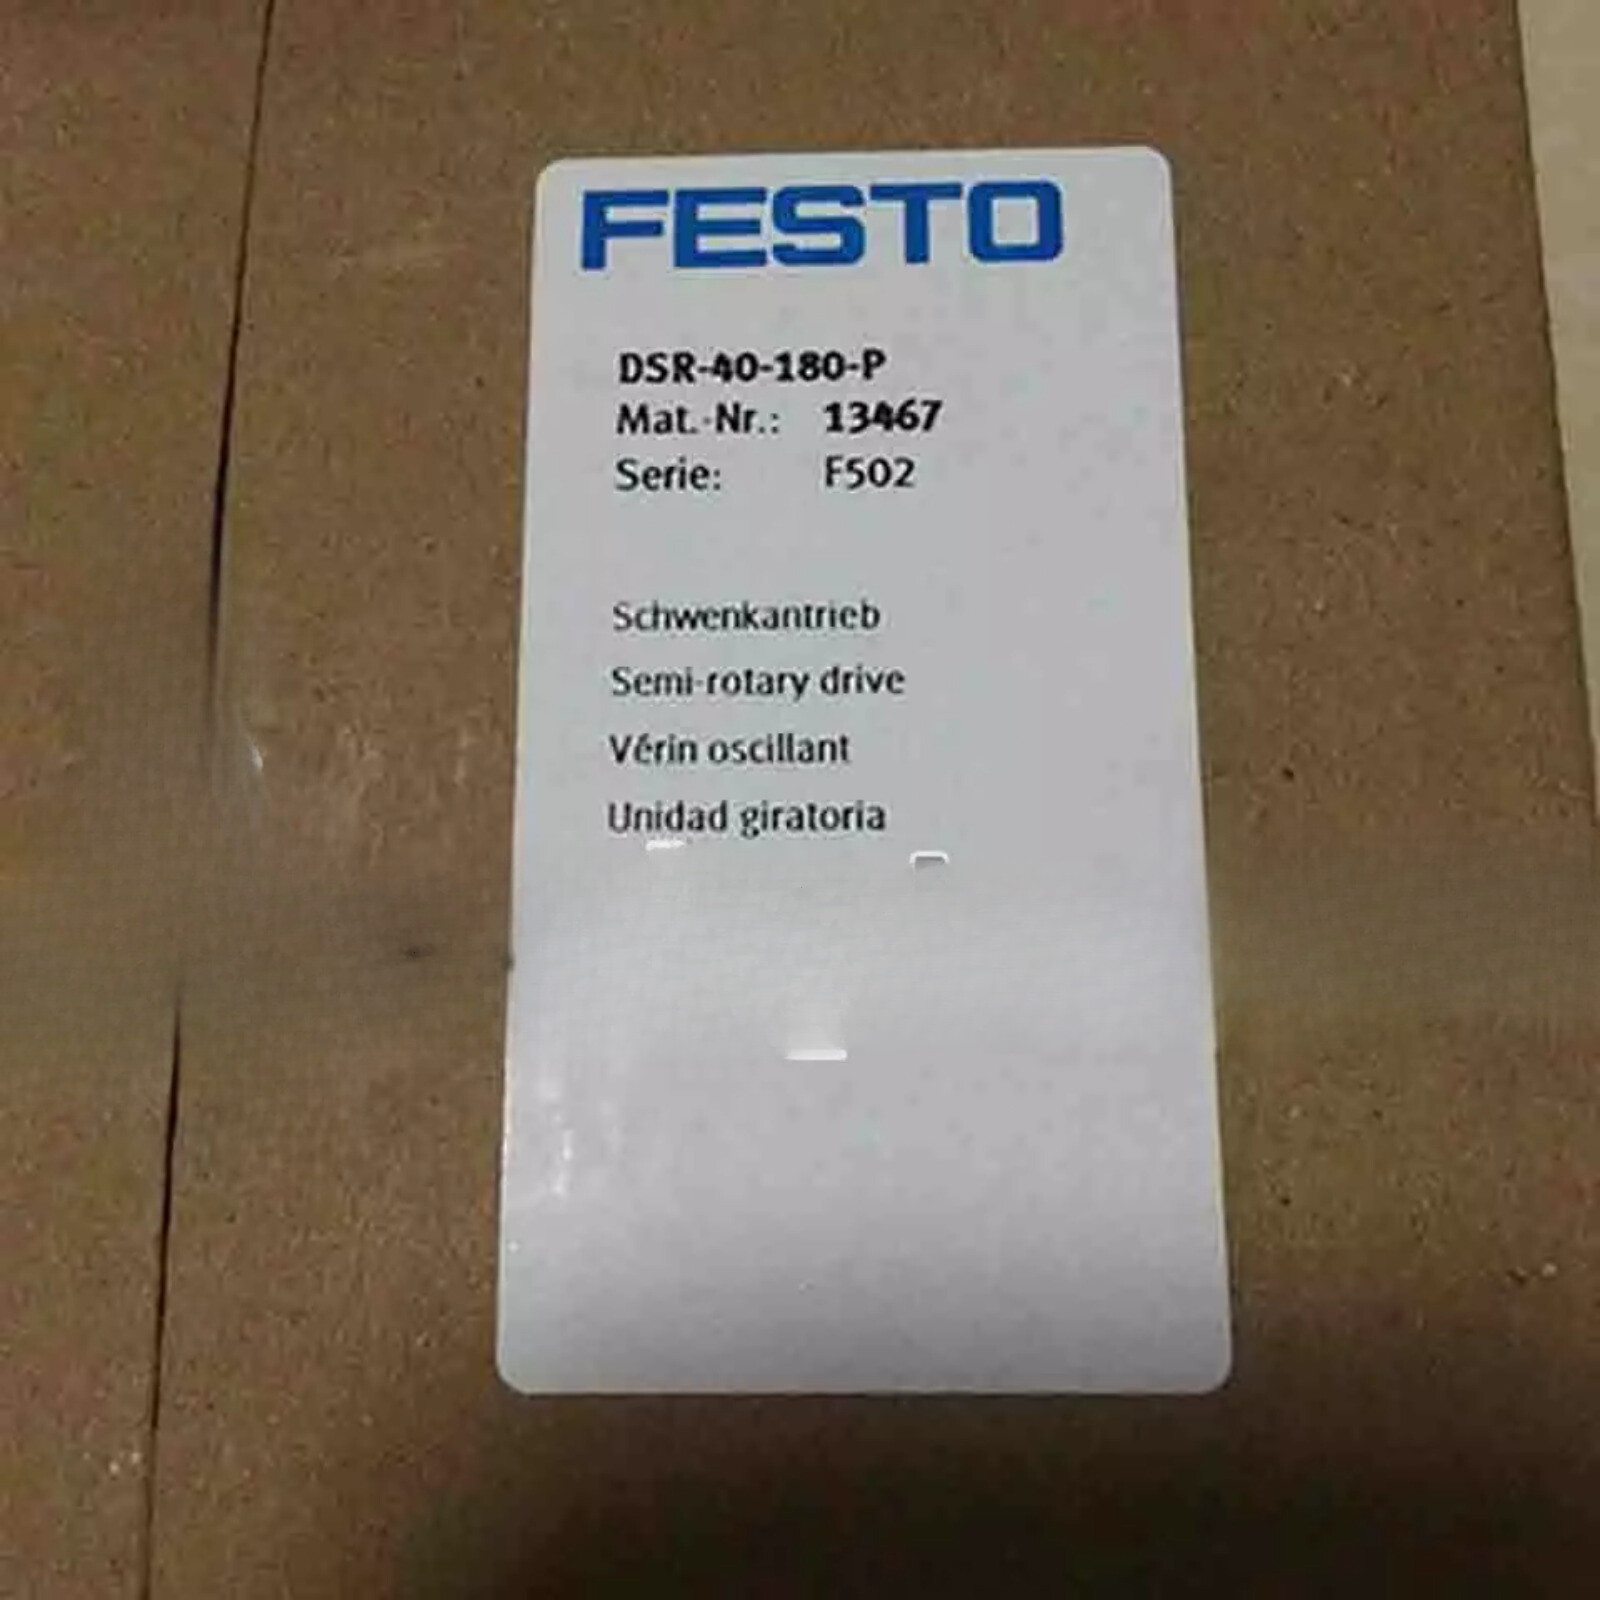 FESTO
DSR-40-180-P
Mat.-Nr.: 13467
Serie: F502
Schwenkantrieb
Semi-rotary drive
Vérin oscillant
Unidad giratoria